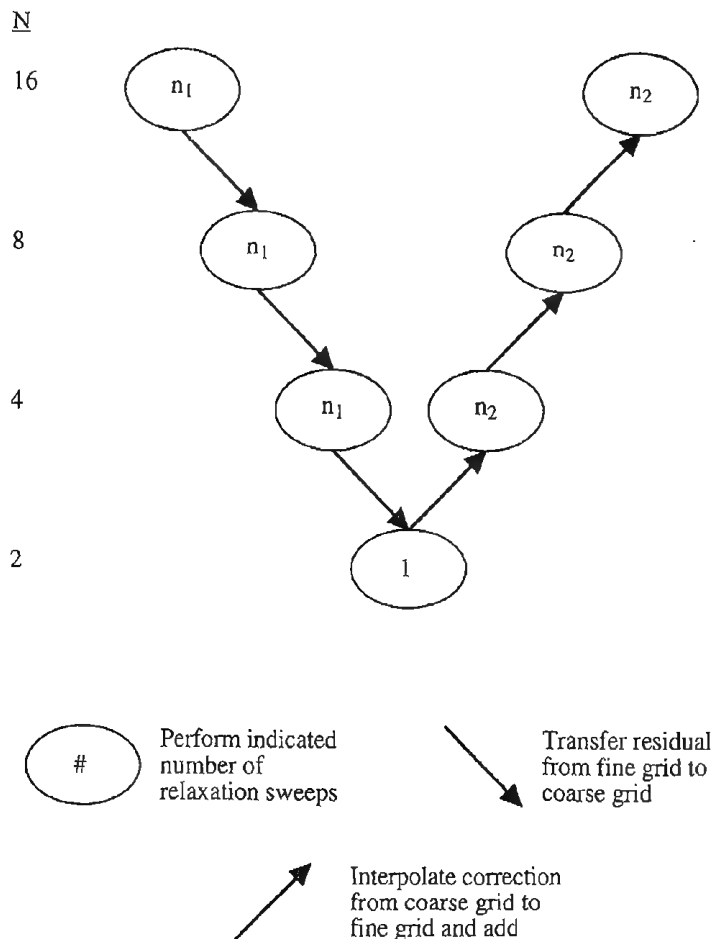 N
16
n1
n2
8
n1
n2
4
n1
n2
2
1
#
Perform indicated
number of
relaxation sweeps
Transfer residual
from fine grid to
coarse grid
Interpolate correction
from coarse grid to
fine grid and add